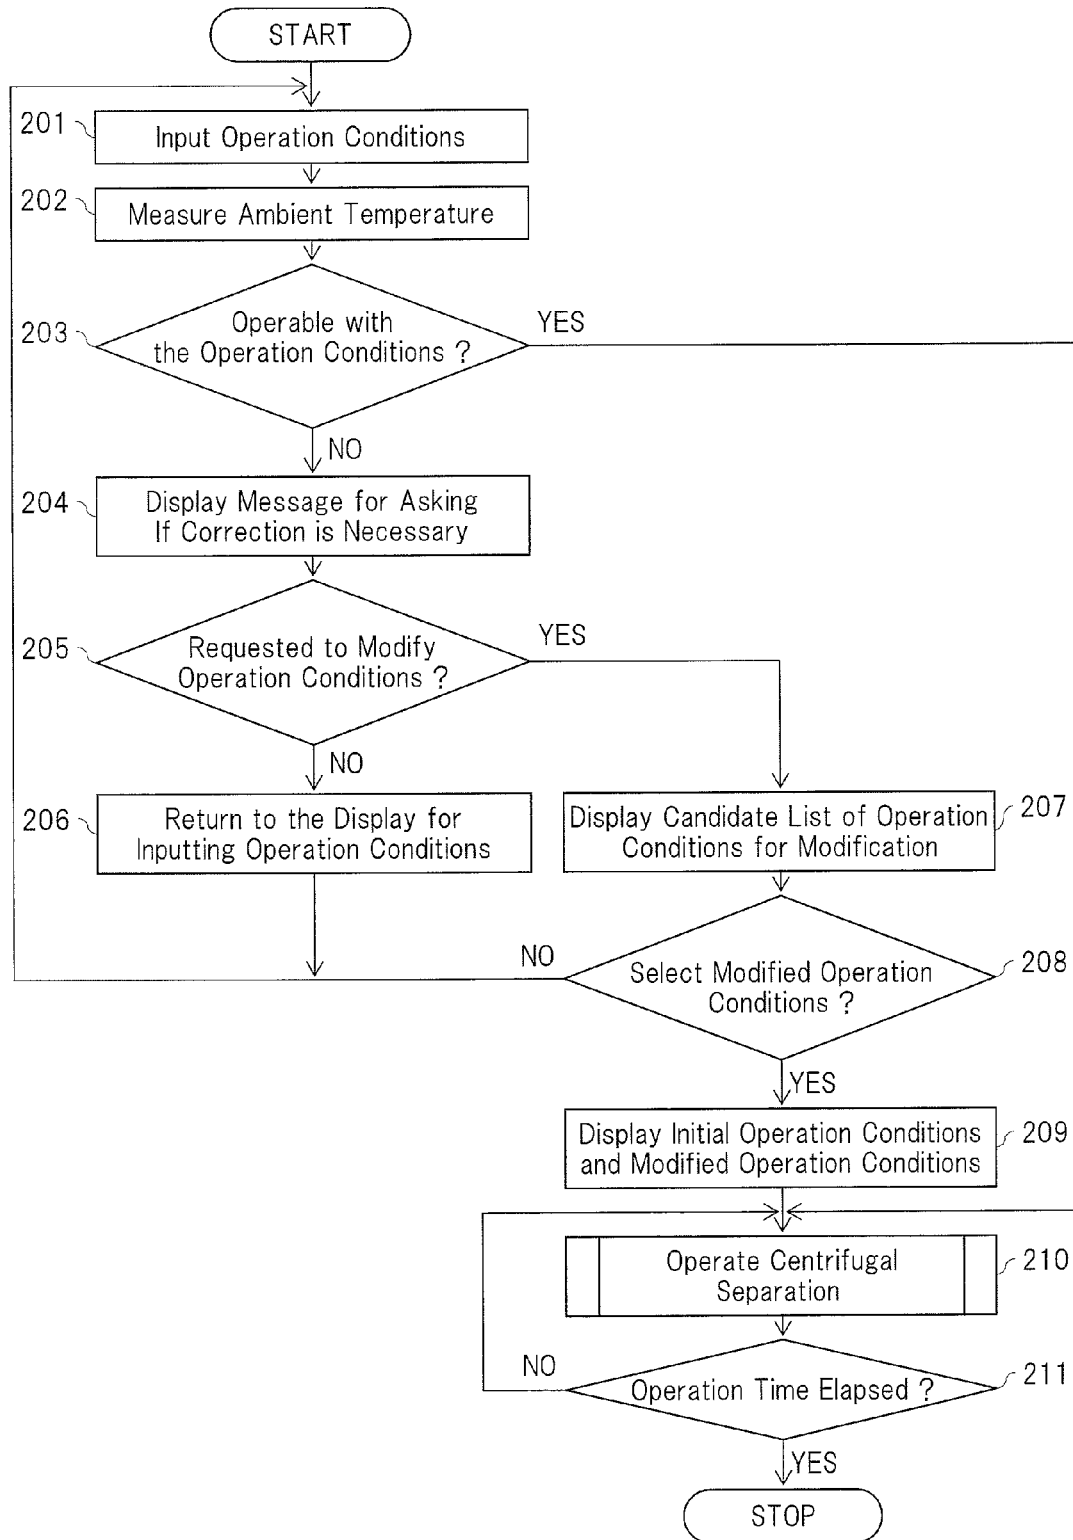 START
201
Input Operation Conditions
202
Measure Ambient Temperature
203
Operable with
the Operation Conditions ?
YES
NO
204
Display Message for Asking
If Correction is Necessary
205
Requested to Modify
Operation Conditions ?
YES
NO
206
Return to the Display for
Inputting Operation Conditions
Display Candidate List of Operation
Conditions for Modification
207
NO
Select Modified Operation
Conditions ?
208
YES
Display Initial Operation Conditions
and Modified Operation Conditions
209
Operate Centrifugal
Separation
210
NO
Operation Time Elapsed ?
211
YES
STOP